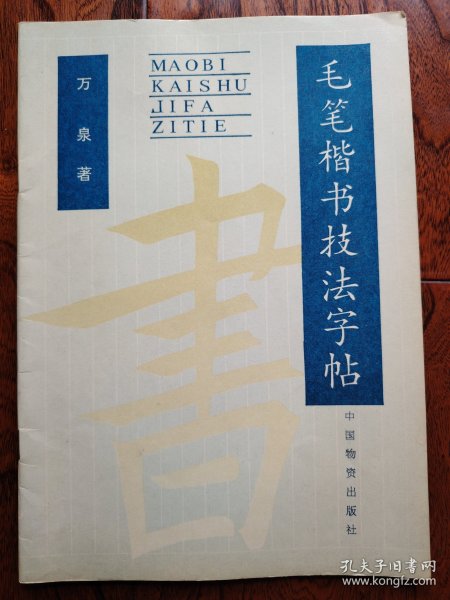 毛笔楷书技法字帖
MAOBI
KAISHU
JIFA
ZITIE
万泉著
書
中国物资出版社
孔夫子旧书网
www.kongfz.com